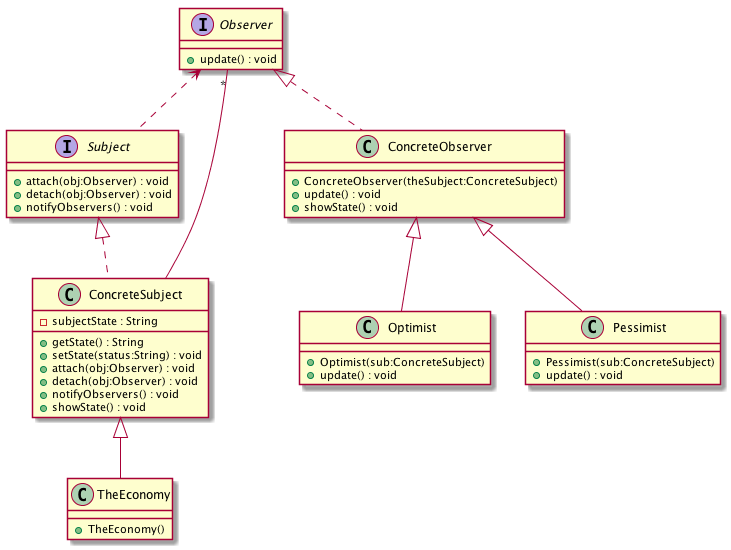 I Observer
update() : void
*
I Subject
attach(obj:Observer) : void
detach(obj:Observer) : void
notifyObservers() : void
C ConcreteObserver
ConcreteObserver(theSubject:ConcreteSubject)
update() : void
showState() : void
C ConcreteSubject
subjectState : String
getState() : String
setState(status:String) : void
attach(obj:Observer) : void
detach(obj:Observer) : void
notifyObservers() : void
showState() : void
C Optimist
Optimist(sub:ConcreteSubject)
update() : void
C Pessimist
Pessimist(sub:ConcreteSubject)
update() : void
C TheEconomy
TheEconomy()